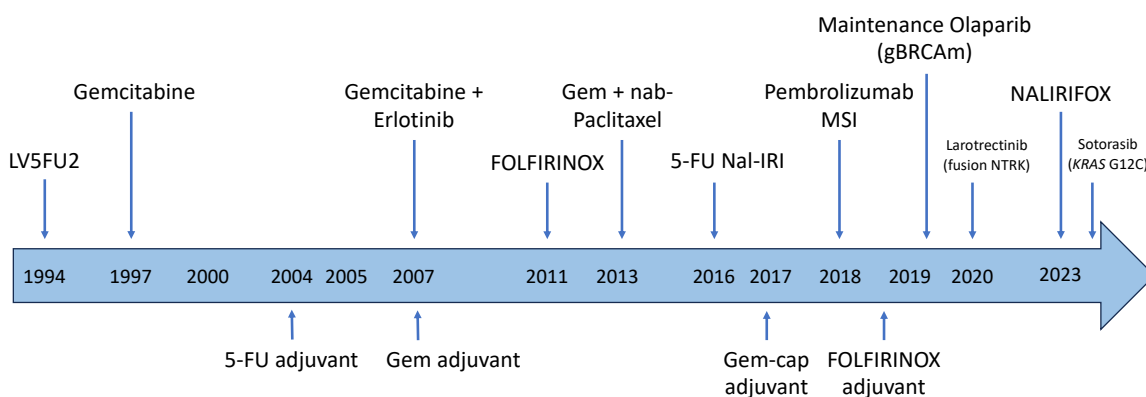 Maintenance Olaparib
(gBRCAm)
Gemcitabine
Gemcitabine +
Erlotinib
Gem + nab-
Paclitaxel
Pembrolizumab
MSI
NALIRIFOX
LV5FU2
FOLFIRINOX
5-FU Nal-IRI
Larotrectinib
(fusion NTRK)
Sotorasib
(KRAS G12C)
1994 1997 2000 2004 2005 2007 2011 2013 2016 2017 2018 2019 2020 2023
5-FU adjuvant
Gem adjuvant
Gem-cap
adjuvant
FOLFIRINOX
adjuvant